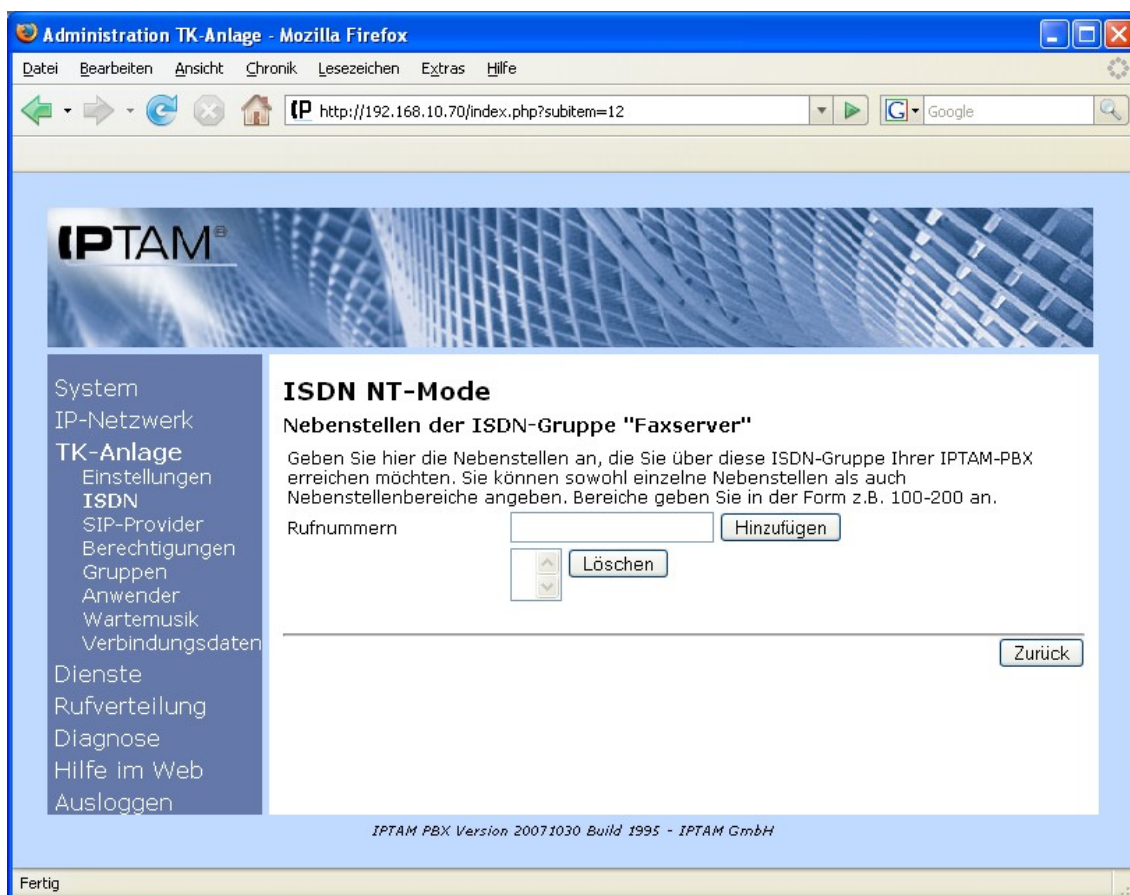 Administration TK-Anlage - Mozilla Firefox
Datei Bearbeiten Ansicht Chronik Lesezeichen Extras Hilfe
http://192.168.10.70/index.php?subitem=12
Google
IPTAM®
System
IP-Netzwerk
TK-Anlage
Einstellungen
ISDN
SIP-Provider
Berechtigungen
Gruppen
Anwender
Wartemusik
Verbindungsdaten
Dienste
Rufverteilung
Diagnose
Hilfe im Web
Ausloggen
ISDN NT-Mode
Nebenstellen der ISDN-Gruppe "Faxserver"
Geben Sie hier die Nebenstellen an, die Sie über diese ISDN-Gruppe Ihrer IPTAM-PBX
erreichen möchten. Sie können sowohl einzelne Nebenstellen als auch
Nebenstellenbereiche angeben. Bereiche geben Sie in der Form z.B. 100-200 an.
Rufnummern
Hinzufügen
Löschen
Zurück
IPTAM PBX Version 20071030 Build 1995 - IPTAM GmbH
Fertig